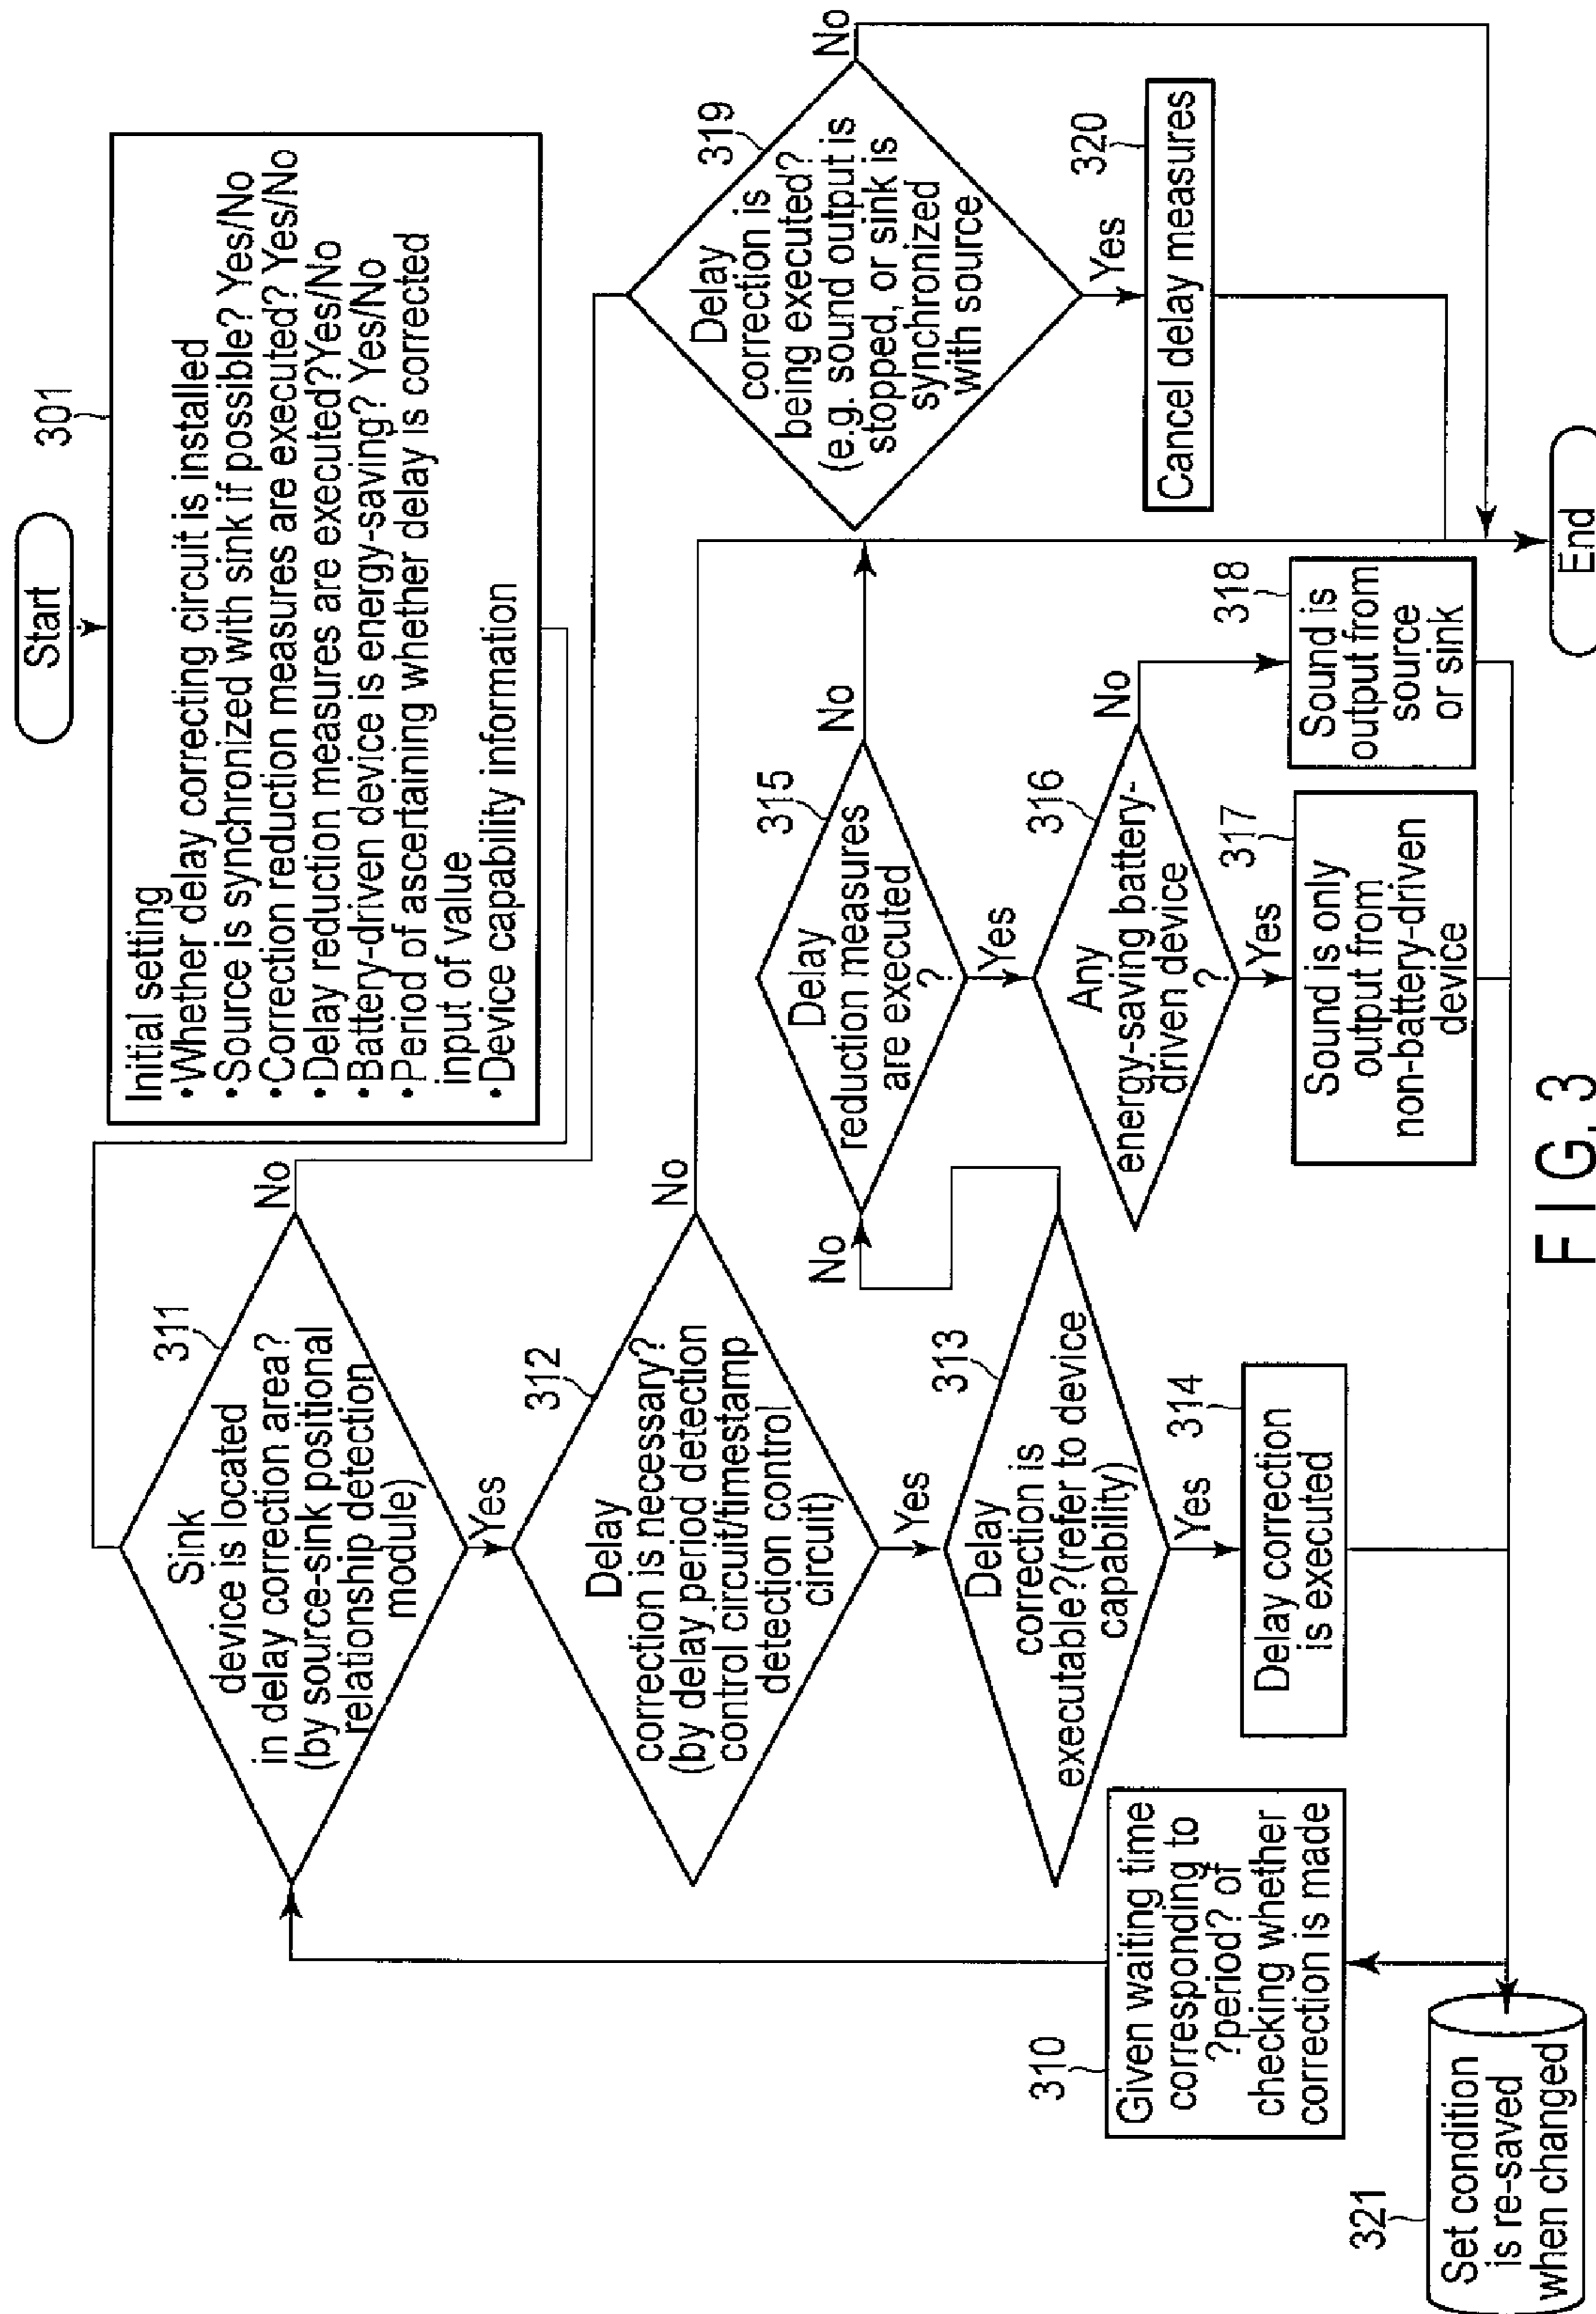 Start
301
Initial setting
•Whether delay correcting circuit is installed
•Source is synchronized with sink if possible? Yes/No
•Correction reduction measures are executed? Yes/No
•Delay reduction measures are executed?Yes/No
•Battery-driven device is energy-saving? Yes/No
•Period of ascertaining whether delay is corrected
input of value
•Device capability information
311
Sink
device is located
in delay correction area?
(by source-sink positional
relationship detection
module)
No
Yes
312
Delay
correction is necessary?
(by delay period detection
control circuit/timestamp
detection control
circuit)
No
Yes
313
Delay
correction is
executable?(refer to device
capability)
No
Yes
314
Delay correction
is executed
310
Given waiting time
corresponding to
?period? of
checking whether
correction is made
321
Set condition
is re-saved
when changed
315
Delay
reduction measures
are executed
?
No
Yes
316
Any
energy-saving battery-
driven device
?
No
Yes
317
Sound is only
output from
non-battery-driven
device
318
Sound is
output from
source
or sink
319
Delay
correction is
being executed?
(e.g. sound output is
stopped, or sink is
synchronized
with source
No
Yes
320
Cancel delay measures
End
FIG. 3